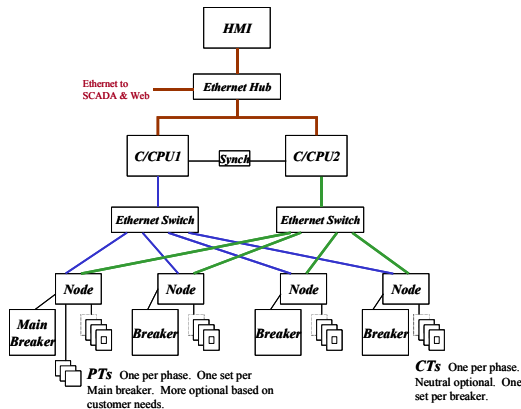 HMI
Ethernet to
SCADA & Web
Ethernet Hub
C/CPU1
Synch
C/CPU2
Ethernet Switch
Ethernet Switch
Node
Node
Node
Node
Main
Breaker
Breaker
Breaker
Breaker
PTs One per phase. One set per
Main breaker. More optional based on
customer needs.
CTs One per phase.
Neutral optional. One
set per breaker.